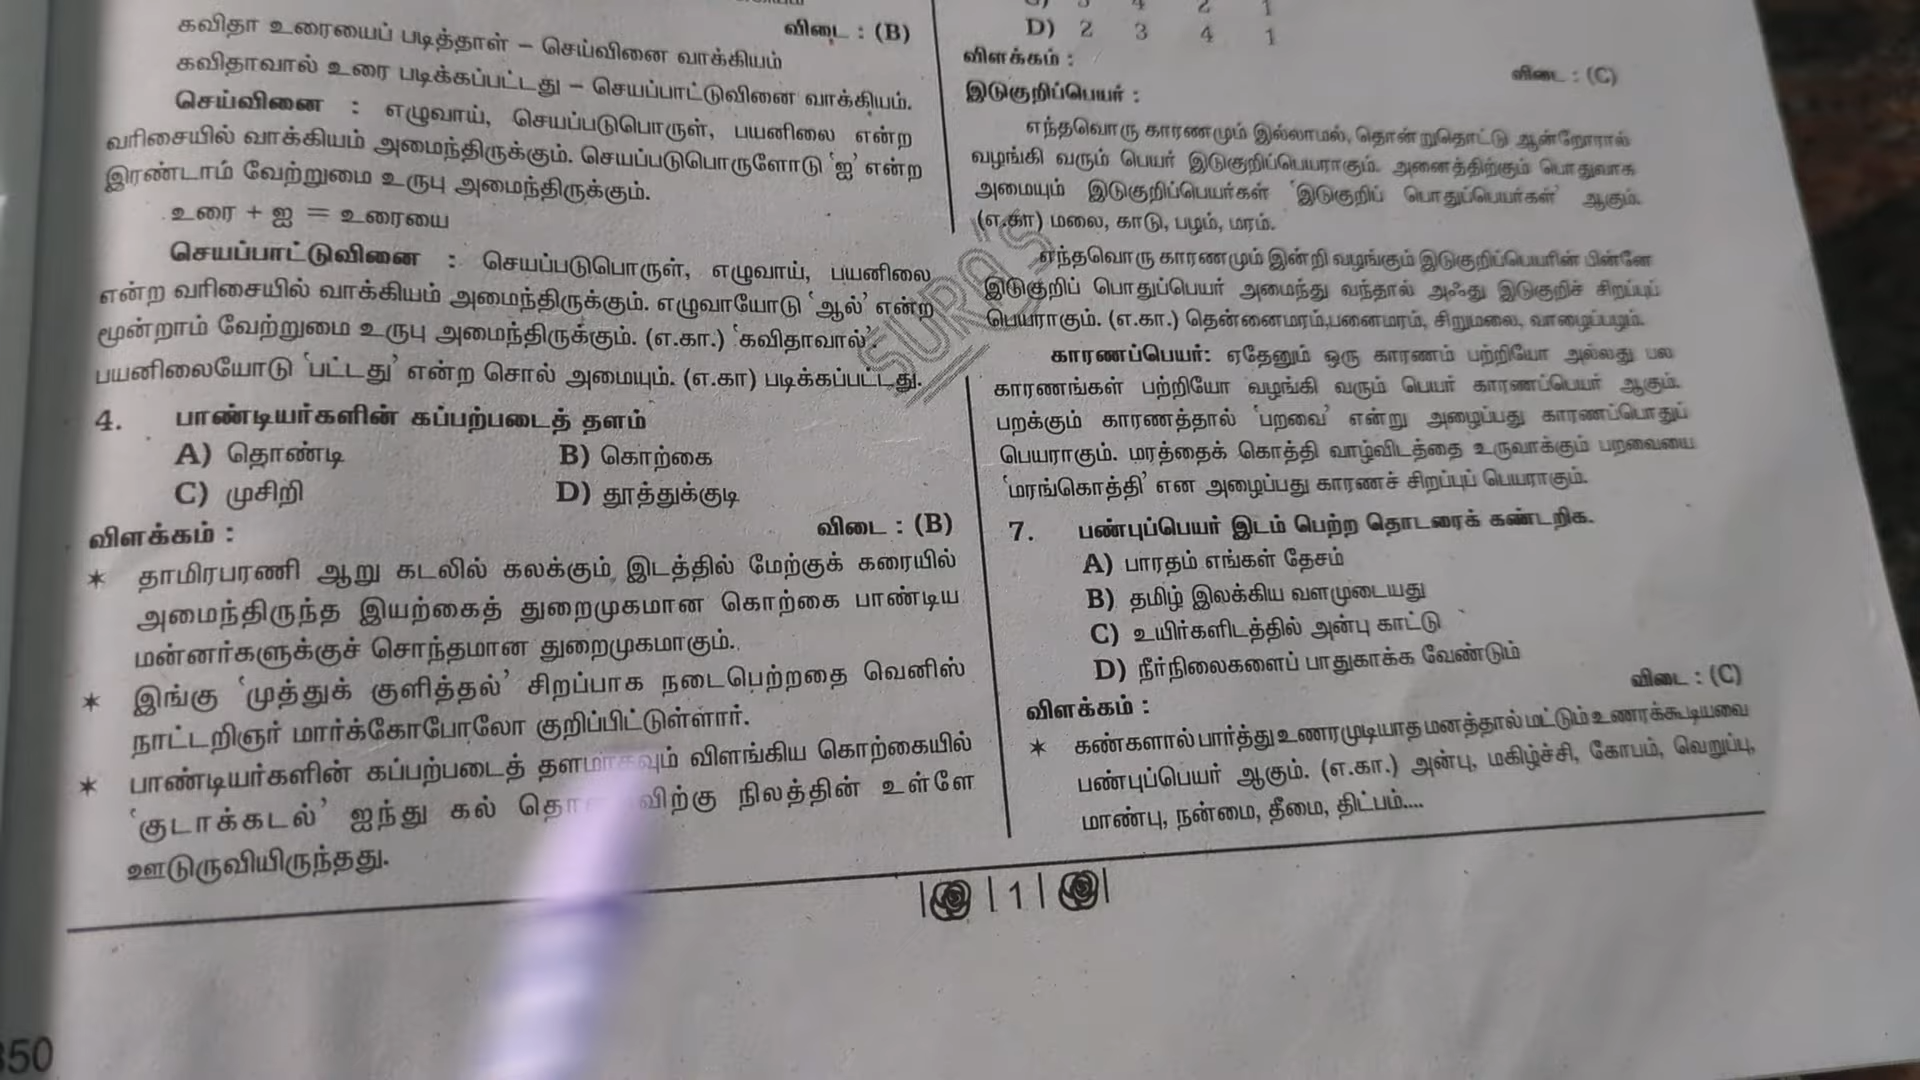 விடை : (B)
கவிதா உரையைப் படித்தாள் – செய்வினை வாக்கியம்
கவிதாவால் உரை படிக்கப்பட்டது – செயப்பாட்டுவினை வாக்கியம்.
செய்வினை : எழுவாய், செயப்படுபொருள், பயனிலை என்ற
வரிசையில் வாக்கியம் அமைந்திருக்கும். செயப்படுபொருளோடு 'ஐ' என்ற
இரண்டாம் வேற்றுமை உருபு அமைந்திருக்கும்.
உரை + ஐ = உரையை
செயப்பாட்டுவினை : செயப்படுபொருள், எழுவாய், பயனிலை
என்ற வரிசையில் வாக்கியம் அமைந்திருக்கும். எழுவாயோடு 'ஆல்' என்ற
மூன்றாம் வேற்றுமை உருபு அமைந்திருக்கும். (எ.கா.) 'கவிதாவால்'.
பயனிலையோடு 'பட்டது' என்ற சொல் அமையும். (எ.கா) படிக்கப்பட்டது.
4. பாண்டியர்களின் கப்பற்படைத் தளம்
A) தொண்டி B) கொற்கை
C) முசிறி D) தூத்துக்குடி
விடை : (B)
விளக்கம் :
* தாமிரபரணி ஆறு கடலில் கலக்கும் இடத்தில் மேற்குக் கரையில்
அமைந்திருந்த இயற்கைத் துறைமுகமான கொற்கை பாண்டிய
மன்னர்களுக்குச் சொந்தமான துறைமுகமாகும்.
* இங்கு 'முத்துக் குளித்தல்' சிறப்பாக நடைபெற்றதை வெனிஸ்
நாட்டறிஞர் மார்க்கோபோலோ குறிப்பிட்டுள்ளார்.
* பாண்டியர்களின் கப்பற்படைத் தளமாகவும் விளங்கிய கொற்கையில்
'குடாக்கடல்' ஐந்து கல் நிலத்தின் உள்ளே
ஊடுருவியிருந்தது.
D) 2 3 4 1
விடை : (C)
விளக்கம் :
இடுகுறிப்பெயர் :
எந்தவொரு காரணமும் இல்லாமல், தொன்றுதொட்டு ஆன்றோரால்
வழங்கி வரும் பெயர் இடுகுறிப்பெயராகும். அனைத்திற்கும் பொதுவாக
அமையும் இடுகுறிப்பெயர்கள் 'இடுகுறிப் பொதுப்பெயர்கள்' ஆகும்.
(எ.கா) மலை, காடு, பழம், மரம்.
எந்தவொரு காரணமும் இன்றி வழங்கும் இடுகுறிப்பெயரின் பின்னே
இடுகுறிப் பொதுப்பெயர் அமைந்து வந்தால் அஃது இடுகுறிச் சிறப்புப்
பெயராகும். (எ.கா.) தென்னைமரம்,பனைமரம், சிறுமலை, வாழைப்பழம்.
காரணப்பெயர்: ஏதேனும் ஒரு காரணம் பற்றியோ அல்லது பல
காரணங்கள் பற்றியோ வழங்கி வரும் பெயர் காரணப்பெயர் ஆகும்.
பறக்கும் காரணத்தால் 'பறவை' என்று அழைப்பது காரணப்பொதுப்
பெயராகும். மரத்தைக் கொத்தி வாழ்விடத்தை உருவாக்கும் பறவையை
'மரங்கொத்தி' என அழைப்பது காரணச் சிறப்புப் பெயராகும்.
7. பண்புப்பெயர் இடம் பெற்ற தொடரைக் கண்டறிக.
A) பாரதம் எங்கள் தேசம்
B) தமிழ் இலக்கிய வளமுடையது
C) உயிர்களிடத்தில் அன்பு காட்டு
D) நீர்நிலைகளைப் பாதுகாக்க வேண்டும்
விடை : (C)
விளக்கம் :
* கண்களால் பார்த்து உணரமுடியாத மனத்தால் மட்டும் உணரக்கூடியவை
பண்புப்பெயர் ஆகும். (எ.கா.) அன்பு, மகிழ்ச்சி, கோபம், வெறுப்பு,
மாண்பு, நன்மை, தீமை, திட்பம்....
SURA'S
1
350